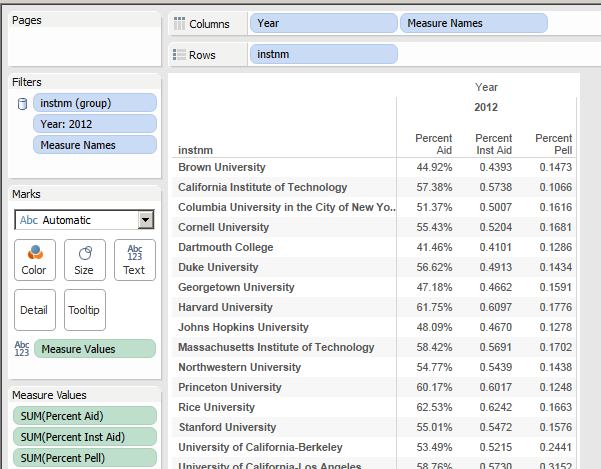 Pages
Columns Year Measure Names
Rows instnm
Filters
instnm (group)
Year: 2012
Measure Names
Marks
Abc Automatic
Color Size Abc 123 Text
Detail Tooltip
Abc 123 Measure Values
Measure Values
SUM(Percent Aid)
SUM(Percent Inst Aid)
SUM(Percent Pell)
Year
2012
instnm Percent Aid Percent Inst Aid Percent Pell
Brown University 44.92% 0.4393 0.1473
California Institute of Technology 57.38% 0.5738 0.1066
Columbia University in the City of New Yo.. 51.37% 0.5007 0.1616
Cornell University 55.43% 0.5204 0.1681
Dartmouth College 41.46% 0.4101 0.1286
Duke University 56.62% 0.4913 0.1434
Georgetown University 47.18% 0.4662 0.1591
Harvard University 61.75% 0.6097 0.1776
Johns Hopkins University 48.09% 0.4670 0.1278
Massachusetts Institute of Technology 58.42% 0.5691 0.1702
Northwestern University 54.77% 0.5439 0.1438
Princeton University 60.17% 0.6017 0.1248
Rice University 62.53% 0.6242 0.1663
Stanford University 55.01% 0.5472 0.1576
University of California-Berkeley 53.49% 0.5215 0.2441
University of California-Los Angeles 58.76% 0.5730 0.3152